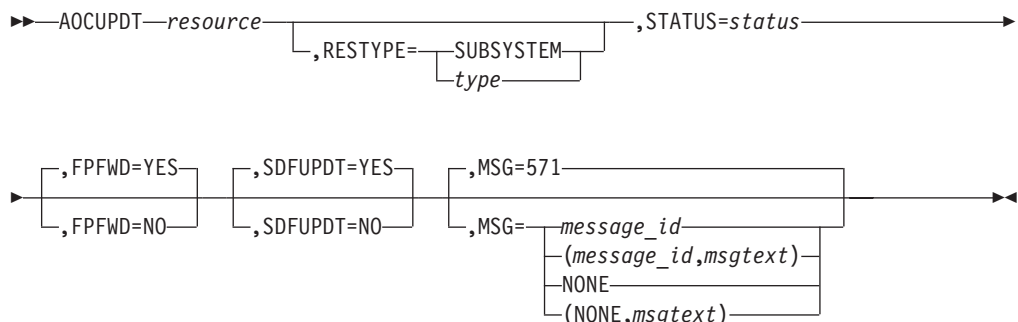 AOCUPDT resource ,STATUS=status
,RESTYPE= SUBSYSTEM
type
,FPFWD=YES ,SDFUPDT=YES ,MSG=571
,FPFWD=NO ,SDFUPDT=NO ,MSG= message_id
(message_id,msgtext)
NONE
(NONE,msgtext)